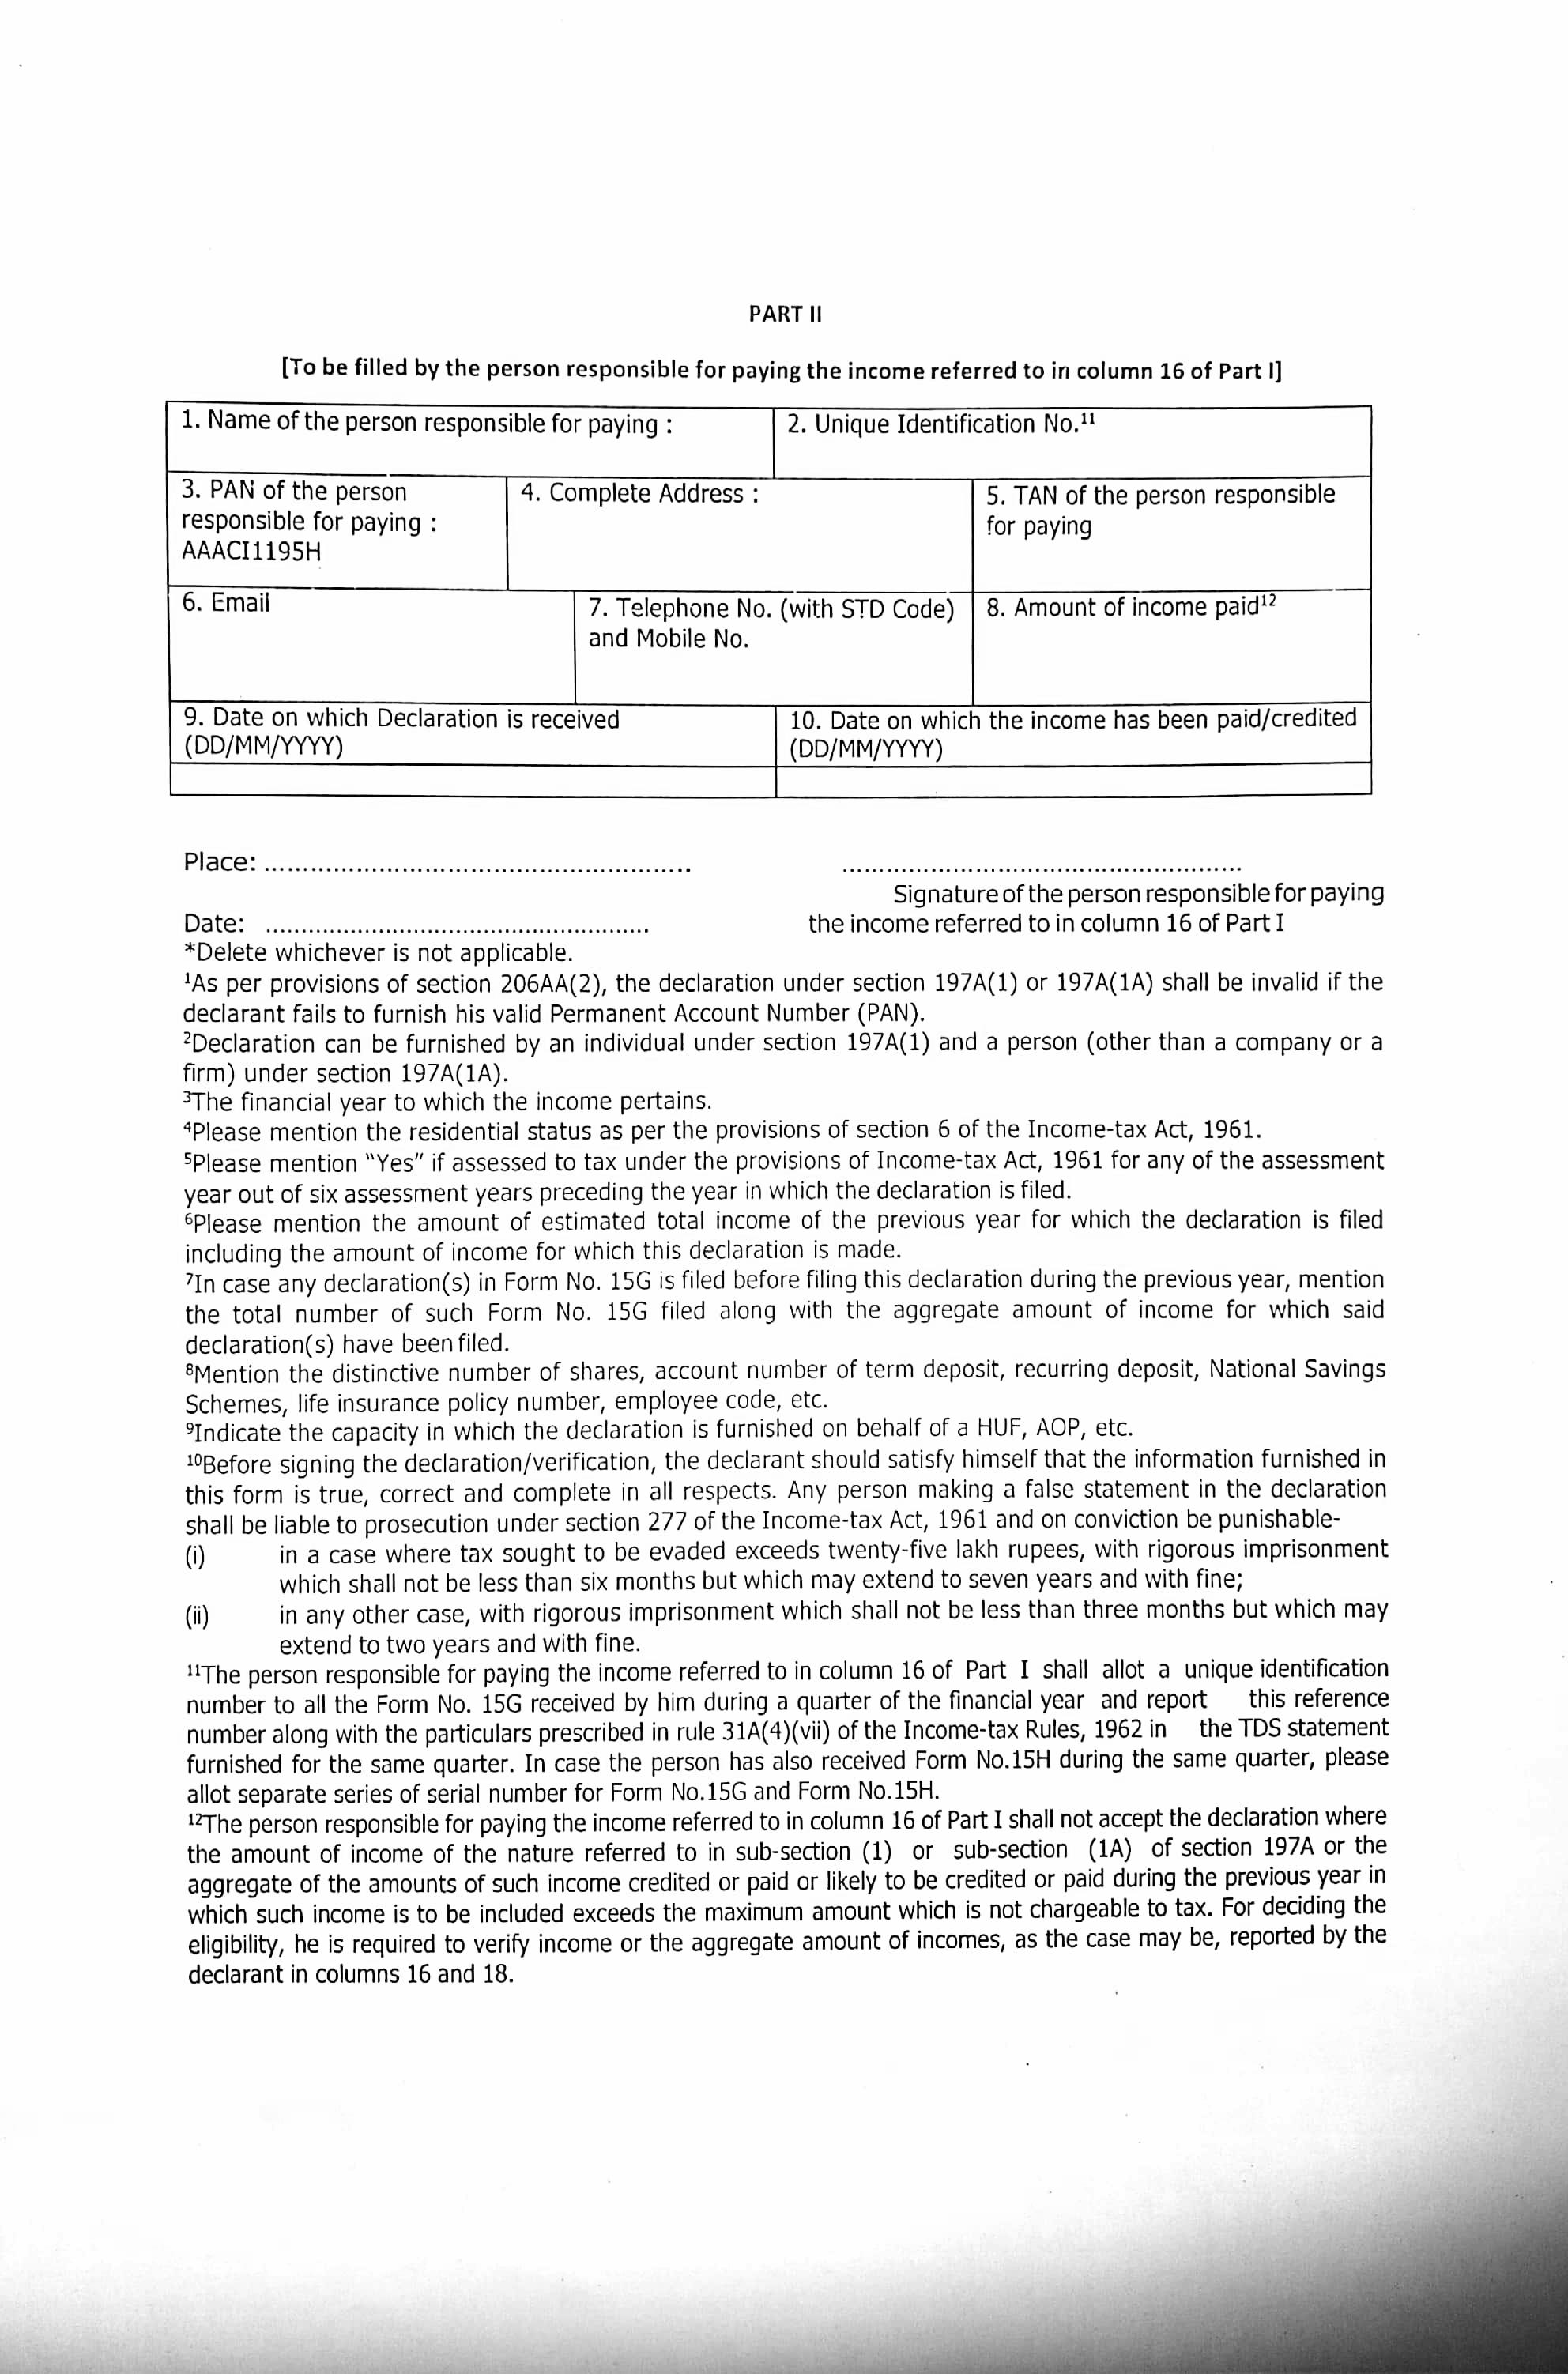 PART II
[To be filled by the person responsible for paying the income referred to in column 16 of Part I]
1. Name of the person responsible for paying :
2. Unique Identification No.¹¹
3. PAN of the person
responsible for paying :
AAACI1195H
4. Complete Address :
5. TAN of the person responsible
for paying
6. Email
7. Telephone No. (with STD Code)
and Mobile No.
8. Amount of income paid¹²
9. Date on which Declaration is received
(DD/MM/YYYY)
10. Date on which the income has been paid/credited
(DD/MM/YYYY)
Place: ........................................................
.....................................................
Signature of the person responsible for paying
Date: ...................................................
the income referred to in column 16 of Part I
*Delete whichever is not applicable.
¹As per provisions of section 206AA(2), the declaration under section 197A(1) or 197A(1A) shall be invalid if the
declarant fails to furnish his valid Permanent Account Number (PAN).
²Declaration can be furnished by an individual under section 197A(1) and a person (other than a company or a
firm) under section 197A(1A).
³The financial year to which the income pertains.
⁴Please mention the residential status as per the provisions of section 6 of the Income-tax Act, 1961.
⁵Please mention "Yes" if assessed to tax under the provisions of Income-tax Act, 1961 for any of the assessment
year out of six assessment years preceding the year in which the declaration is filed.
⁶Please mention the amount of estimated total income of the previous year for which the declaration is filed
including the amount of income for which this declaration is made.
⁷In case any declaration(s) in Form No. 15G is filed before filing this declaration during the previous year, mention
the total number of such Form No. 15G filed along with the aggregate amount of income for which said
declaration(s) have been filed.
⁸Mention the distinctive number of shares, account number of term deposit, recurring deposit, National Savings
Schemes, life insurance policy number, employee code, etc.
⁹Indicate the capacity in which the declaration is furnished on behalf of a HUF, AOP, etc.
¹⁰Before signing the declaration/verification, the declarant should satisfy himself that the information furnished in
this form is true, correct and complete in all respects. Any person making a false statement in the declaration
shall be liable to prosecution under section 277 of the Income-tax Act, 1961 and on conviction be punishable-
(i) in a case where tax sought to be evaded exceeds twenty-five lakh rupees, with rigorous imprisonment
which shall not be less than six months but which may extend to seven years and with fine;
(ii) in any other case, with rigorous imprisonment which shall not be less than three months but which may
extend to two years and with fine.
¹¹The person responsible for paying the income referred to in column 16 of Part I shall allot a unique identification
number to all the Form No. 15G received by him during a quarter of the financial year and report this reference
number along with the particulars prescribed in rule 31A(4)(vii) of the Income-tax Rules, 1962 in the TDS statement
furnished for the same quarter. In case the person has also received Form No.15H during the same quarter, please
allot separate series of serial number for Form No.15G and Form No.15H.
¹²The person responsible for paying the income referred to in column 16 of Part I shall not accept the declaration where
the amount of income of the nature referred to in sub-section (1) or sub-section (1A) of section 197A or the
aggregate of the amounts of such income credited or paid or likely to be credited or paid during the previous year in
which such income is to be included exceeds the maximum amount which is not chargeable to tax. For deciding the
eligibility, he is required to verify income or the aggregate amount of incomes, as the case may be, reported by the
declarant in columns 16 and 18.